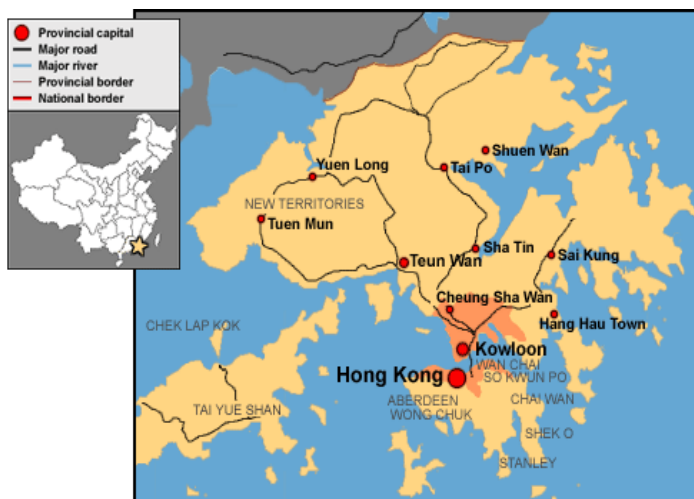 Provincial capital
Major road
Major river
Provincial border
National border
Shuen Wan
Yuen Long
Tai Po
NEW TERRITORIES
Tuen Mun
Sha Tin
Sai Kung
Teun Wan
Cheung Sha Wan
Hang Hau Town
CHEK LAP KOK
Kowloon
WAN CHAI
Hong Kong
SO KWUN PO
ABERDEEN
CHAI WAN
TAI YUE SHAN
WONG CHUK
SHEK O
STANLEY